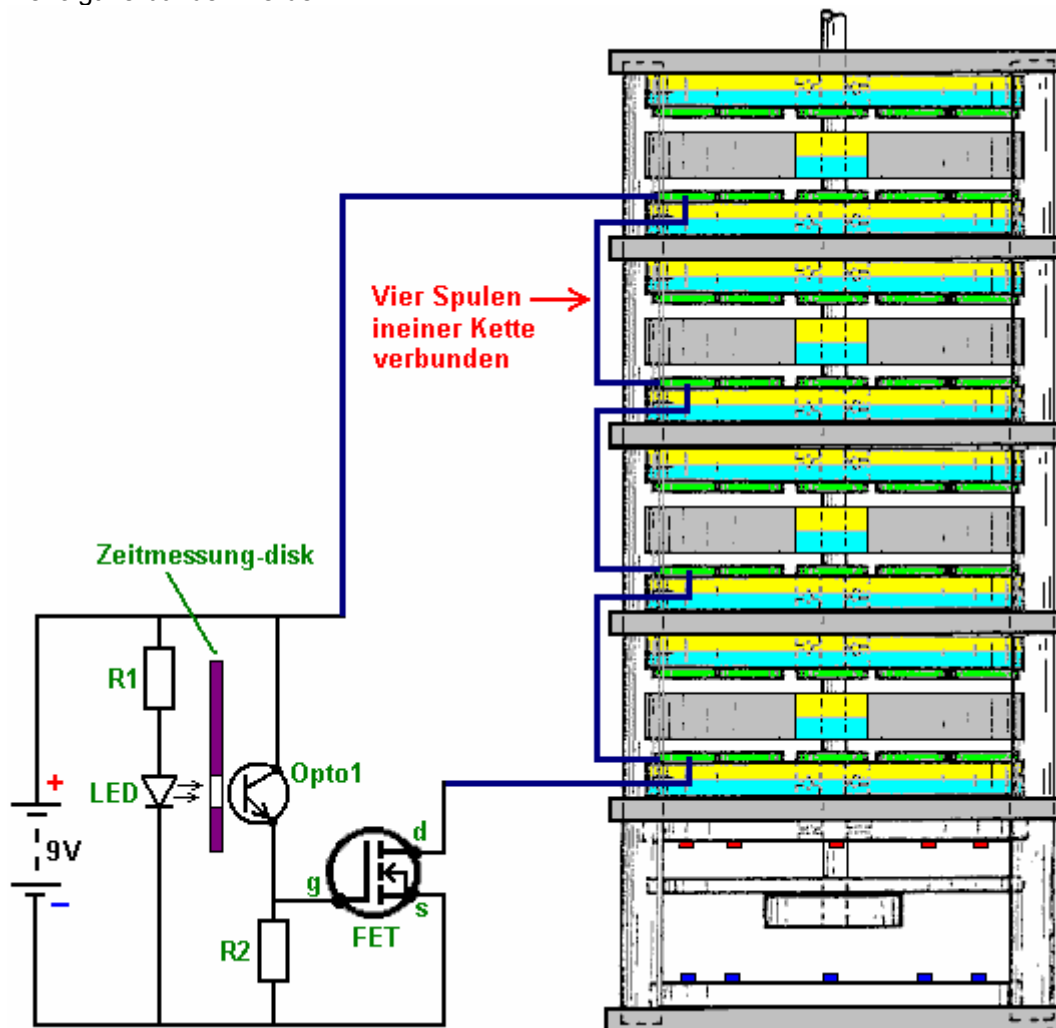 Vier Spulen
ineiner Kette
verbunden
Zeitmessung-disk
R1
Opto1
LED
+
9V
–
d
g
s
FET
R2